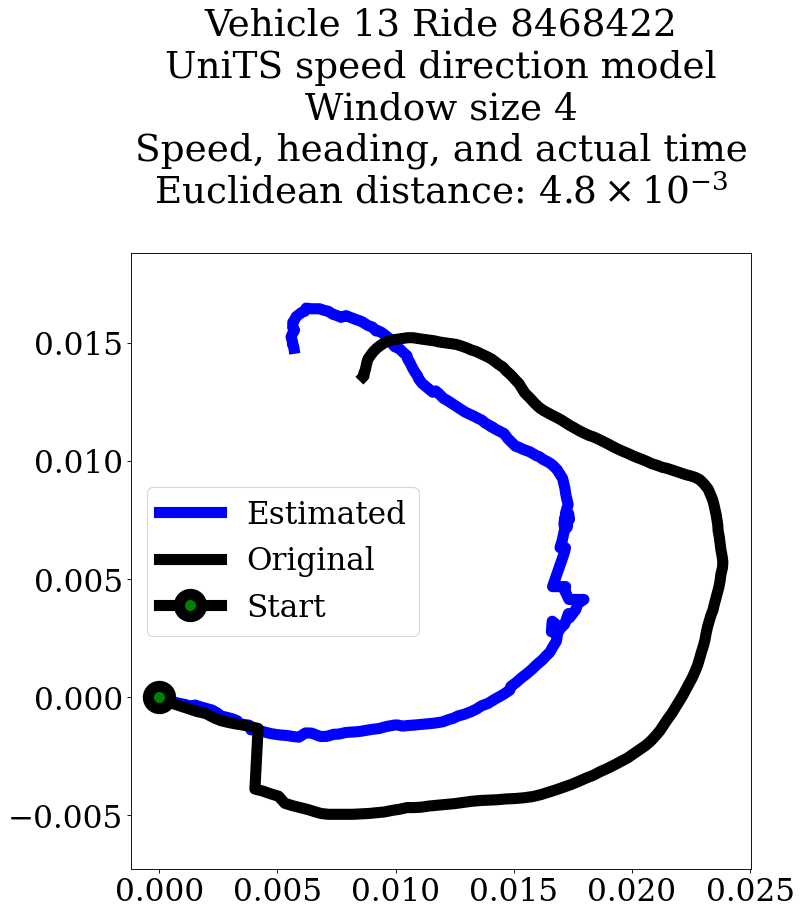 Vehicle 13 Ride 8468422
UniTS speed direction model
Window size 4
Speed, heading, and actual time
Euclidean distance: 4.8 × 10⁻³
0.015
0.010
0.005
0.000
−0.005
Estimated
Original
Start
0.000 0.005 0.010 0.015 0.020 0.025